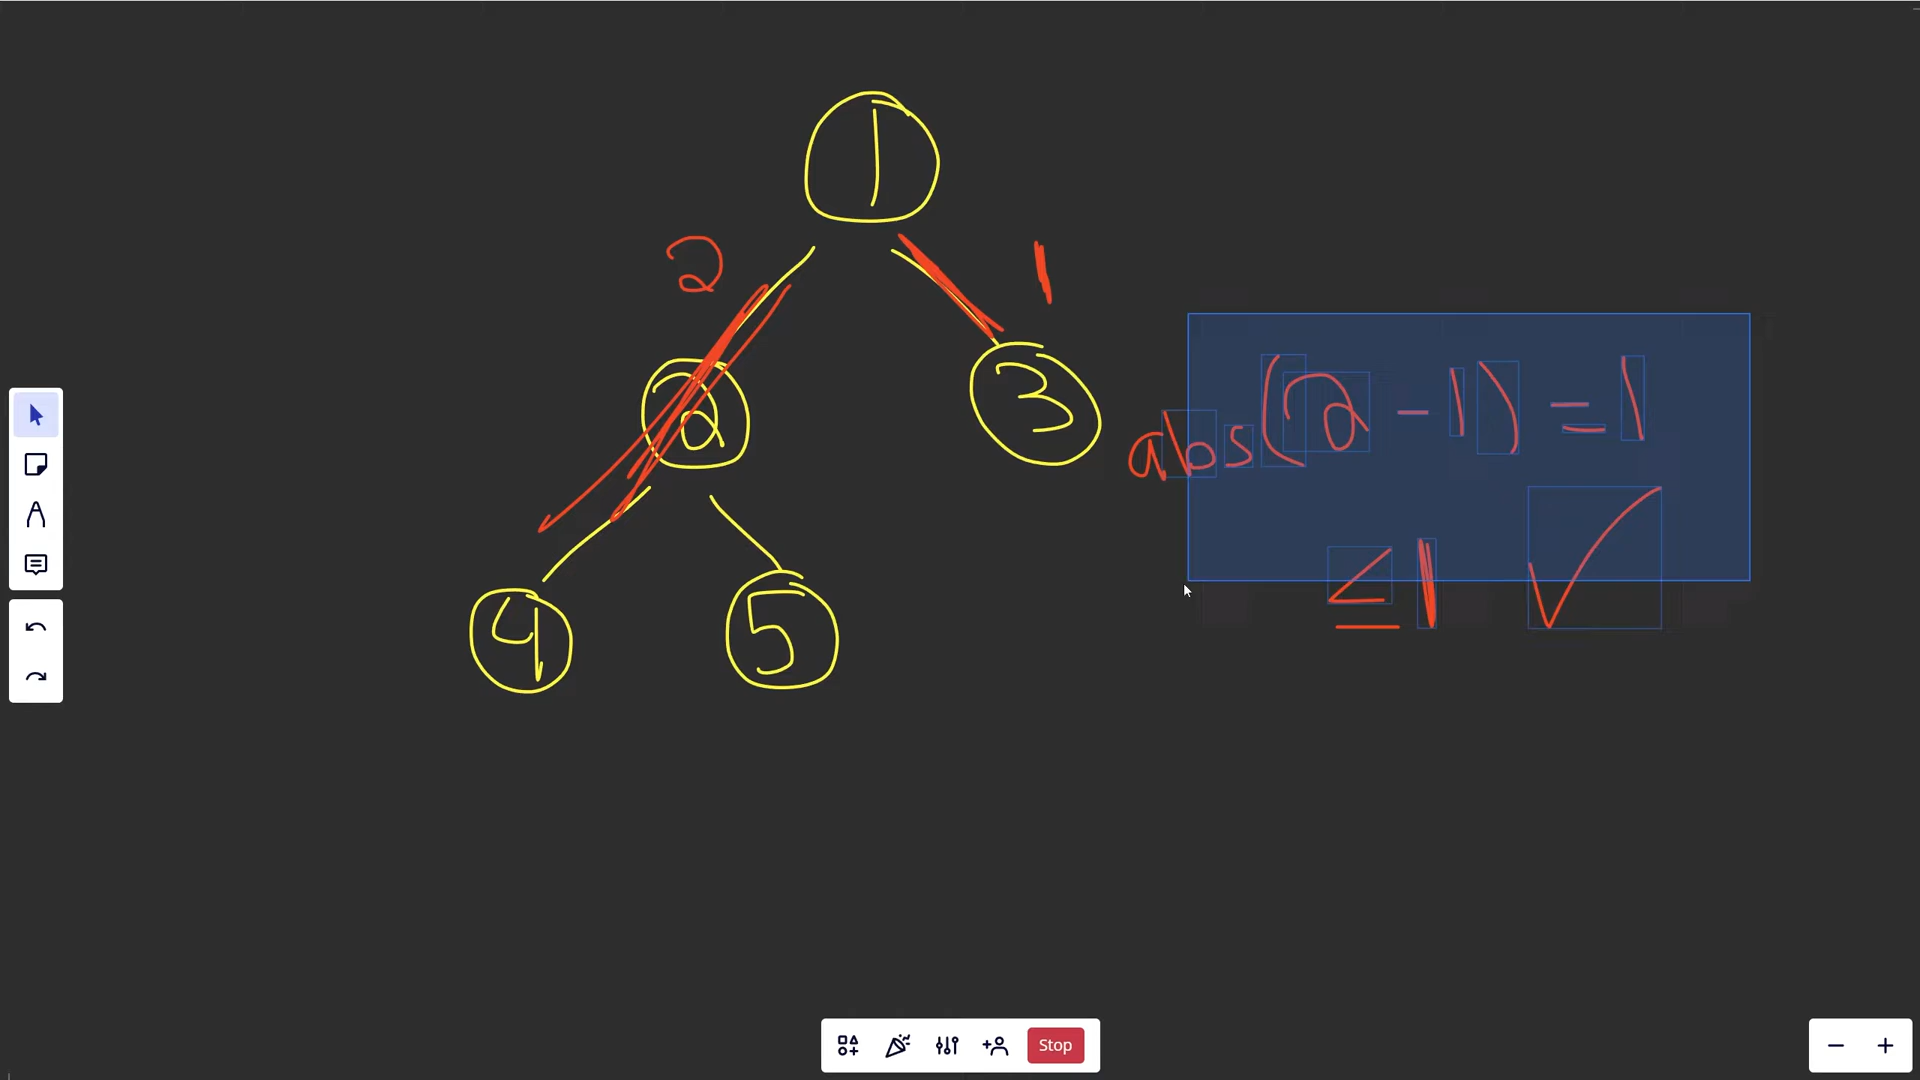 1
2 1
2 3
abs(2-1) = 1
≤1 ✓
4 5
Stop